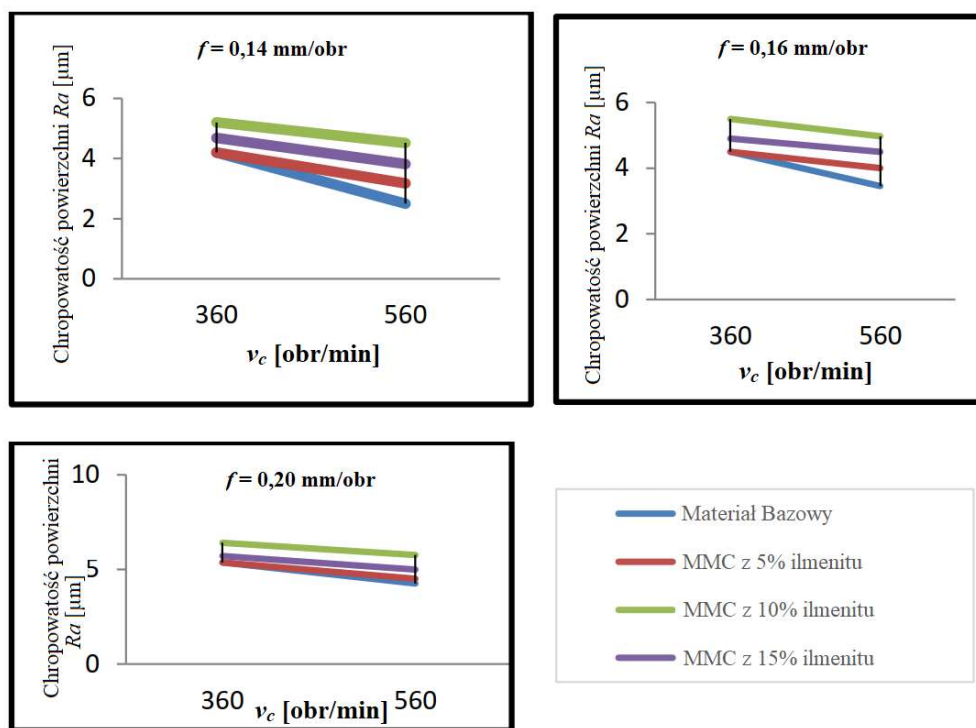 f = 0,14 mm/obr
Chropowatość powierzchni Ra [μm]
6
4
2
0
360
560
vc [obr/min]
f = 0,16 mm/obr
Chropowatość powierzchni Ra [μm]
6
4
2
0
360
560
vc [obr/min]
f = 0,20 mm/obr
Chropowatość powierzchni
Ra [μm]
10
5
0
360
560
vc [obr/min]
Materiał Bazowy
MMC z 5% ilmenitu
MMC z 10% ilmenitu
MMC z 15% ilmenitu